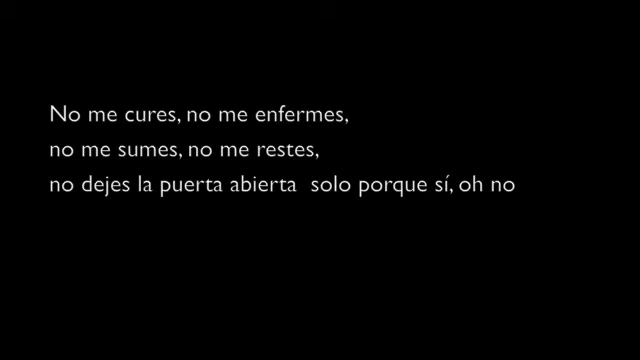 No me cures, no me enfermes,
no me sumes, no me restes,
no dejes la puerta abierta  solo porque sí, oh no